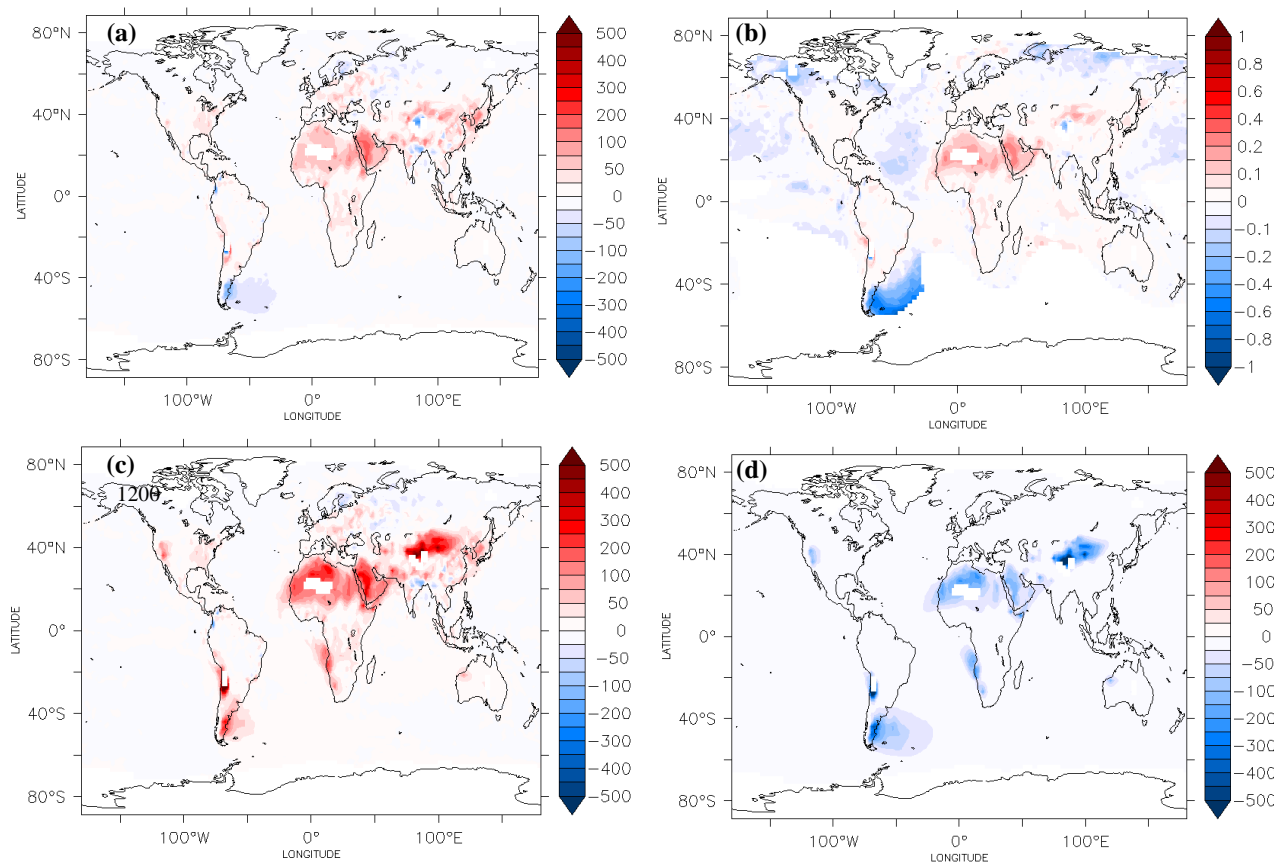 (a)
80°N
40°N
0°
40°S
80°S
LATITUDE
100°W 0° 100°E
LONGITUDE
500
400
300
200
100
50
0
−50
−100
−200
−300
−400
−500
(b)
80°N
40°N
0°
40°S
80°S
LATITUDE
100°W 0° 100°E
LONGITUDE
1
0.8
0.6
0.4
0.2
0.1
0
−0.1
−0.2
−0.4
−0.6
−0.8
−1
(c)
1200
80°N
40°N
0°
40°S
80°S
LATITUDE
100°W 0° 100°E
LONGITUDE
500
400
300
200
100
50
0
−50
−100
−200
−300
−400
−500
(d)
80°N
40°N
0°
40°S
80°S
LATITUDE
100°W 0° 100°E
LONGITUDE
500
400
300
200
100
50
0
−50
−100
−200
−300
−400
−500